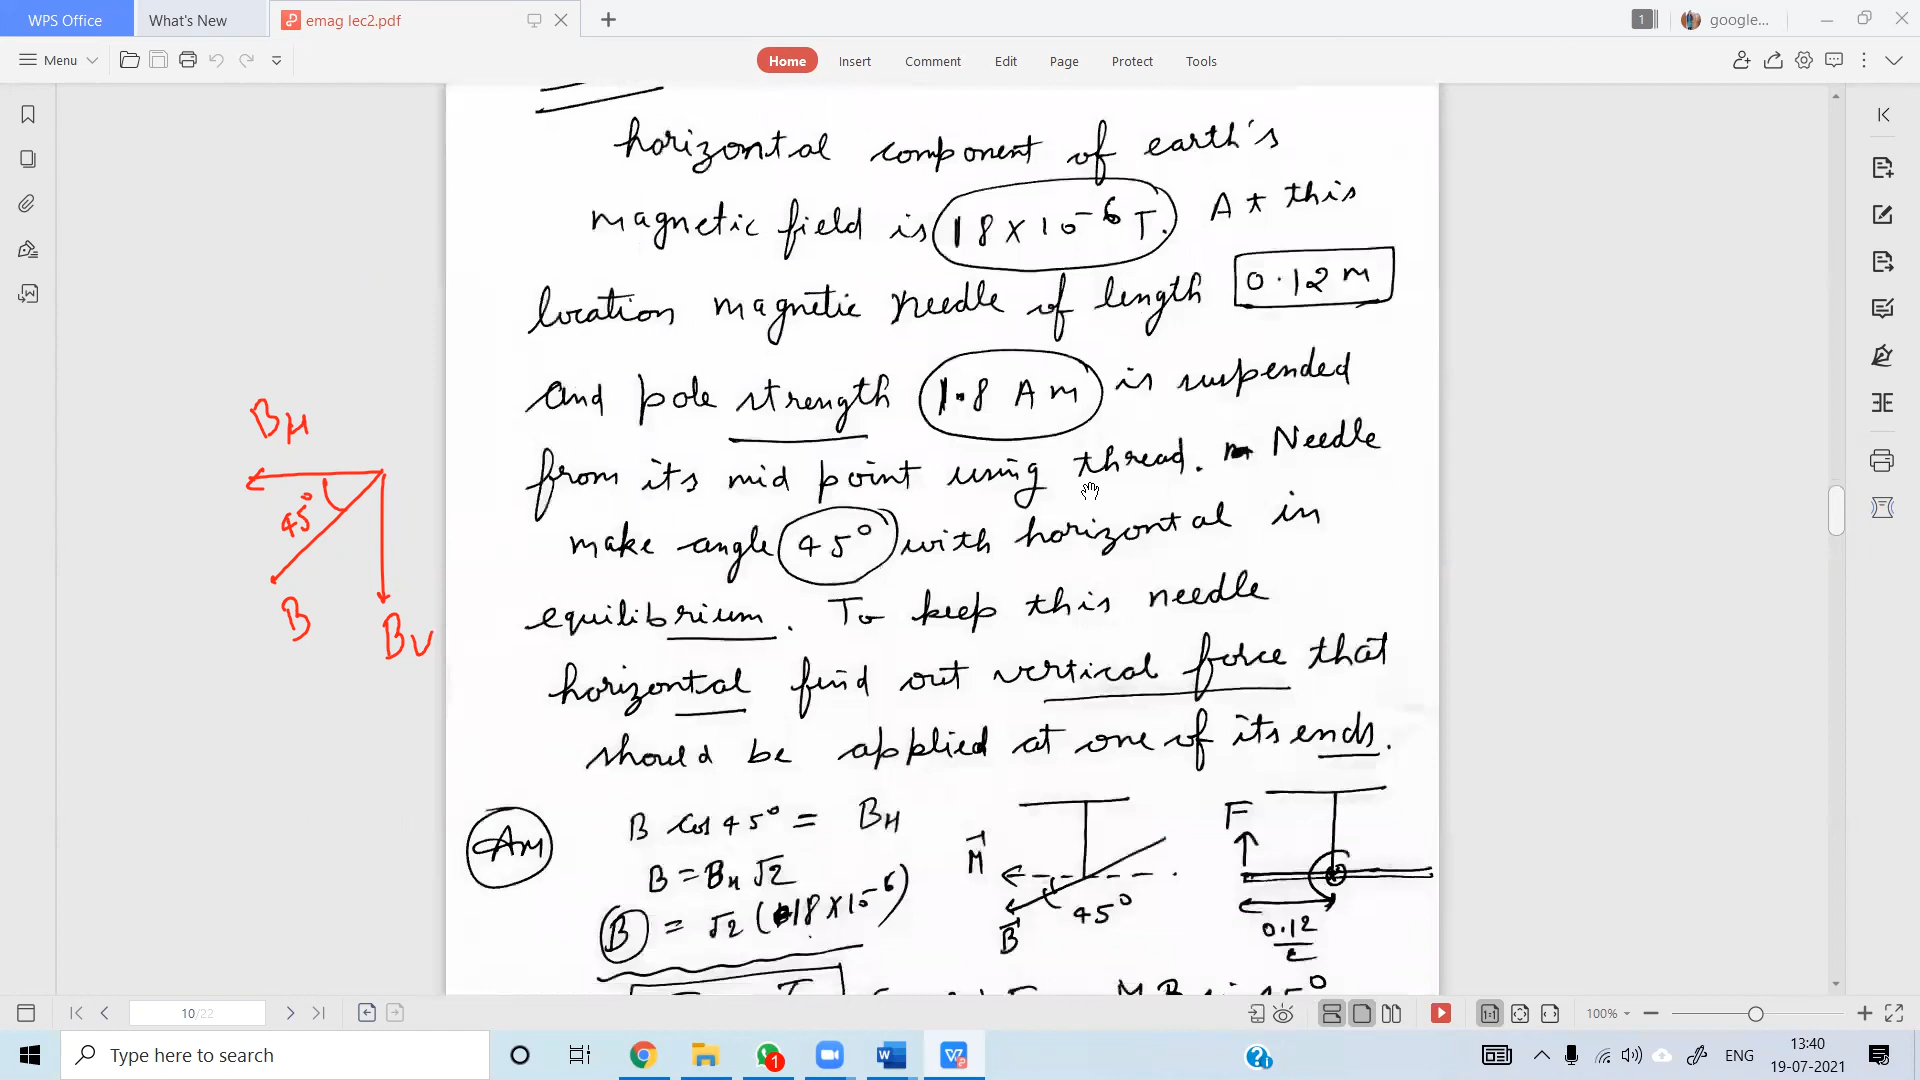 WPS Office
What's New
emag lec2.pdf
1
google...
Menu
Home
Insert
Comment
Edit
Page
Protect
Tools
horizontal component of earth's
magnetic field is 18 X 10⁻⁶ T. At this
location magnetic needle of length 0.12 m
and pole strength 1.8 A m is suspended
from its mid point using thread. Needle
make angle 45° with horizontal in
equilibrium. To keep this needle
horizontal find out vertical force that
should be applied at one of its ends.
BH
45°
B
BV
B cos 45° = BH
B = BH √2
B = √2 (18 X 10⁻⁶)
M
45°
B
F
0.12
M B sin 45°
10/22
100%
Type here to search
1
ENG
13:40
19-07-2021